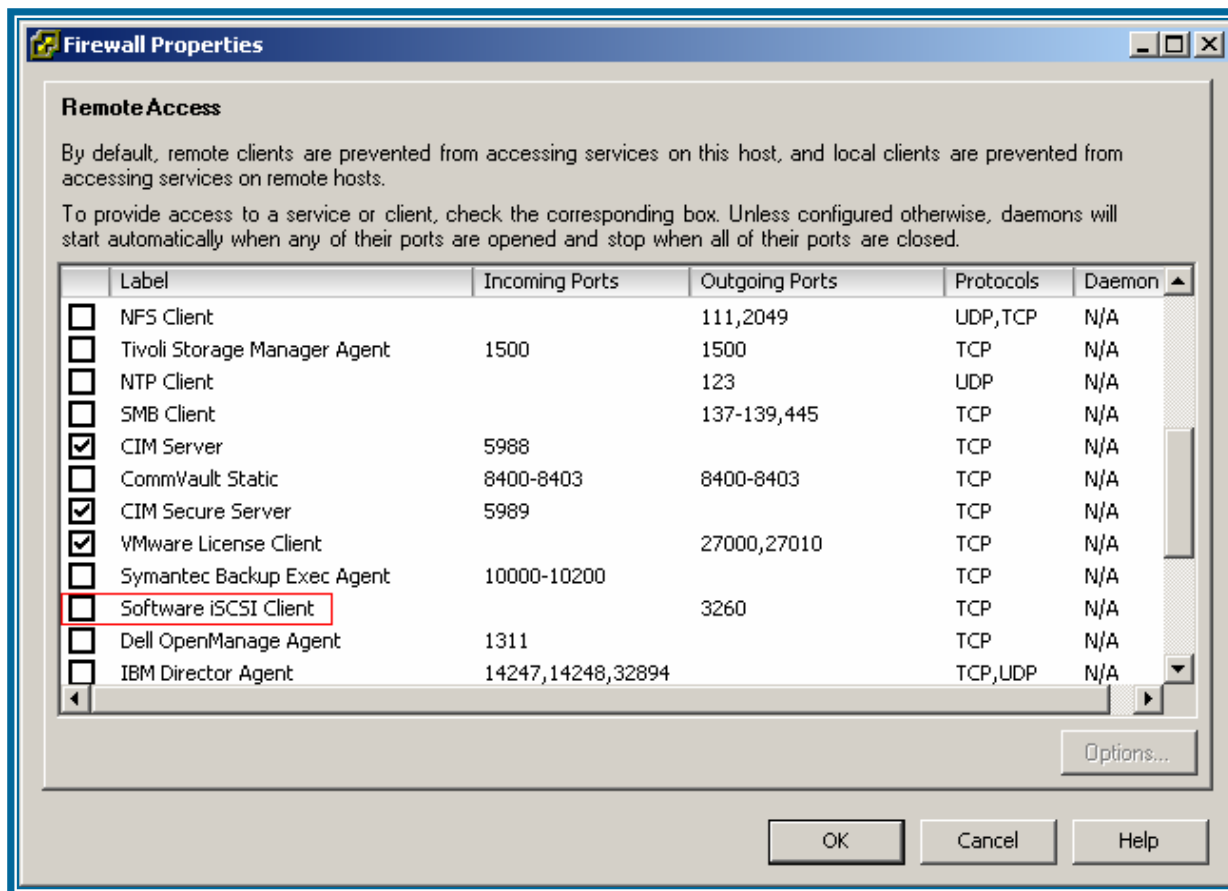 Firewall Properties
Remote Access
By default, remote clients are prevented from accessing services on this host, and local clients are prevented from
accessing services on remote hosts.
To provide access to a service or client, check the corresponding box. Unless configured otherwise, daemons will
start automatically when any of their ports are opened and stop when all of their ports are closed.
Label Incoming Ports Outgoing Ports Protocols Daemon
NFS Client 111,2049 UDP,TCP N/A
Tivoli Storage Manager Agent 1500 1500 TCP N/A
NTP Client 123 UDP N/A
SMB Client 137-139,445 TCP N/A
CIM Server 5988 TCP N/A
CommVault Static 8400-8403 8400-8403 TCP N/A
CIM Secure Server 5989 TCP N/A
VMware License Client 27000,27010 TCP N/A
Symantec Backup Exec Agent 10000-10200 TCP N/A
Software iSCSI Client 3260 TCP N/A
Dell OpenManage Agent 1311 TCP N/A
IBM Director Agent 14247,14248,32894 TCP,UDP N/A
Options...
OK Cancel Help